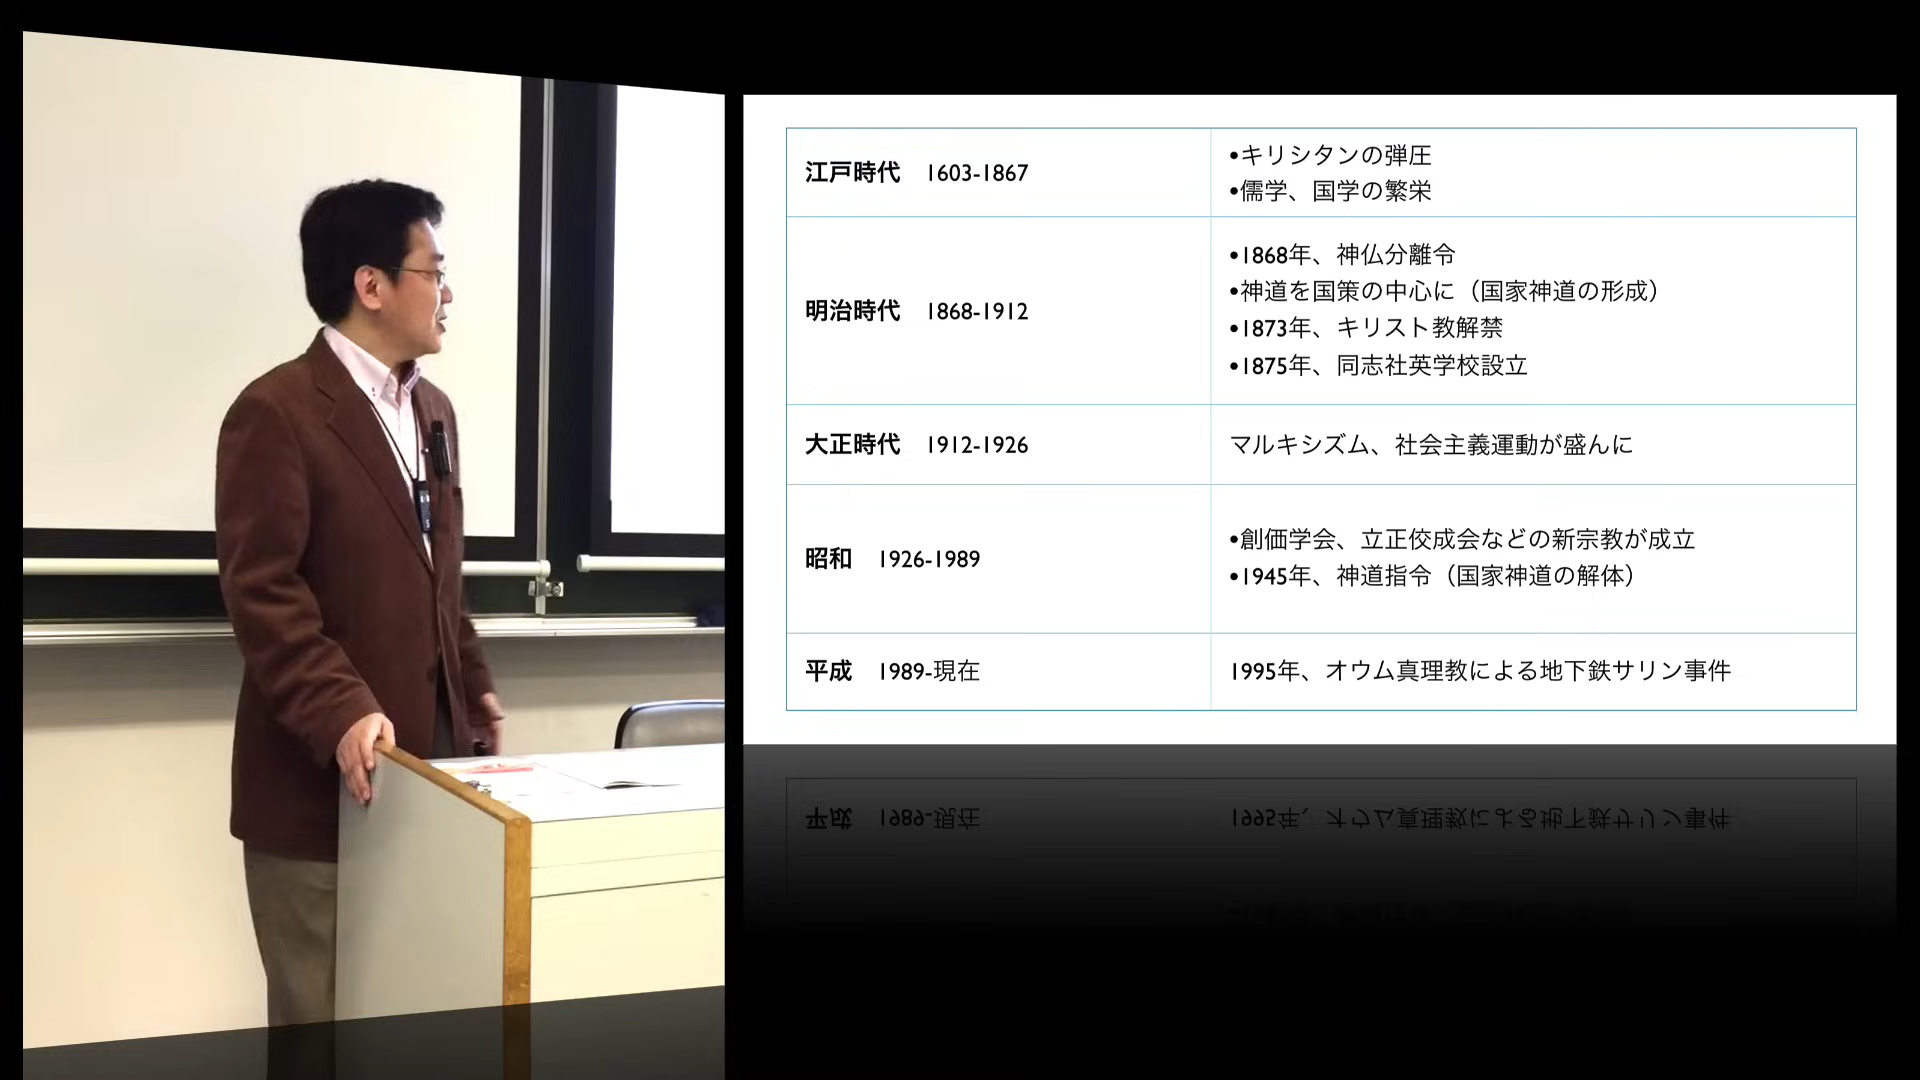 江戸時代　1603-1867
•キリシタンの弾圧
•儒学、国学の繁栄
明治時代　1868-1912
•1868年、神仏分離令
•神道を国策の中心に（国家神道の形成）
•1873年、キリスト教解禁
•1875年、同志社英学校設立
大正時代　1912-1926
マルキシズム、社会主義運動が盛んに
昭和　1926-1989
•創価学会、立正佼成会などの新宗教が成立
•1945年、神道指令（国家神道の解体）
平成　1989-現在
1995年、オウム真理教による地下鉄サリン事件